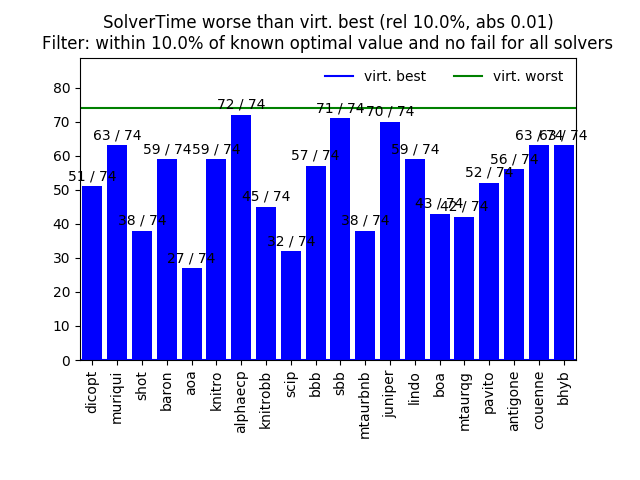 SolverTime worse than virt. best (rel 10.0%, abs 0.01)
Filter: within 10.0% of known optimal value and no fail for all solvers
virt. best
virt. worst
80
70
60
50
40
30
20
10
0
51 / 74
63 / 74
38 / 74
59 / 74
27 / 74
59 / 74
72 / 74
45 / 74
32 / 74
57 / 74
71 / 74
38 / 74
70 / 74
59 / 74
43 / 74
42 / 74
52 / 74
56 / 74
63 / 74
63 / 74
dicopt
muriqui
shot
baron
aoa
knitro
alphaecp
knitrobb
scip
bbb
sbb
mtaurbnb
juniper
lindo
boa
mtaurqg
pavito
antigone
couenne
bhyb